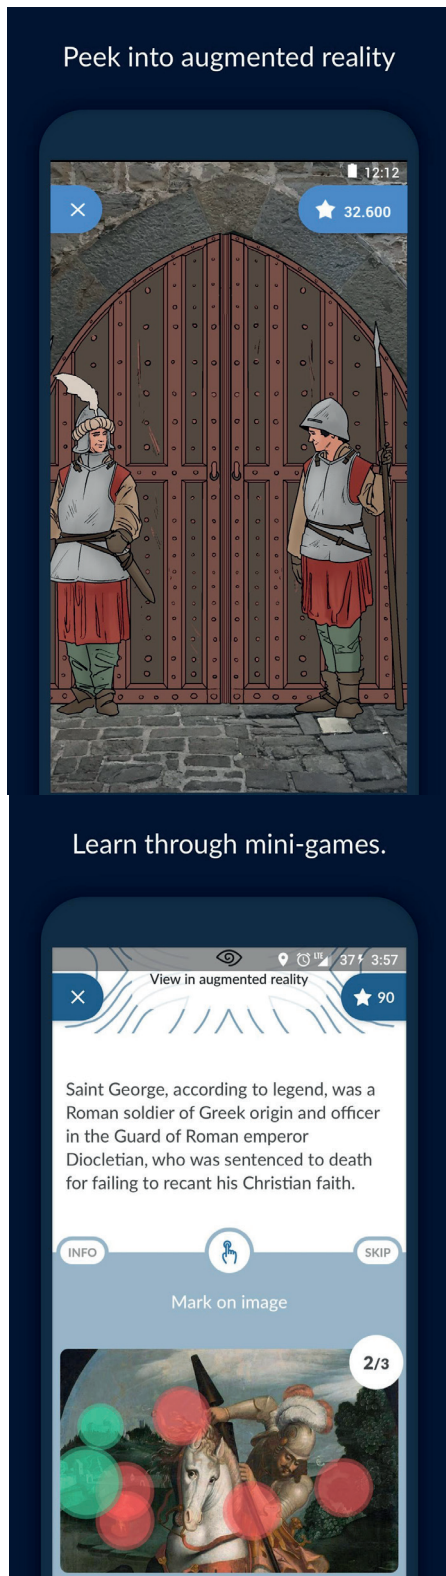 Peek into augmented reality
12:12
32.600
Learn through mini-games.
LTE 37 3:57
View in augmented reality
90
Saint George, according to legend, was a
Roman soldier of Greek origin and officer
in the Guard of Roman emperor
Diocletian, who was sentenced to death
for failing to recant his Christian faith.
INFO
SKIP
Mark on image
2/3